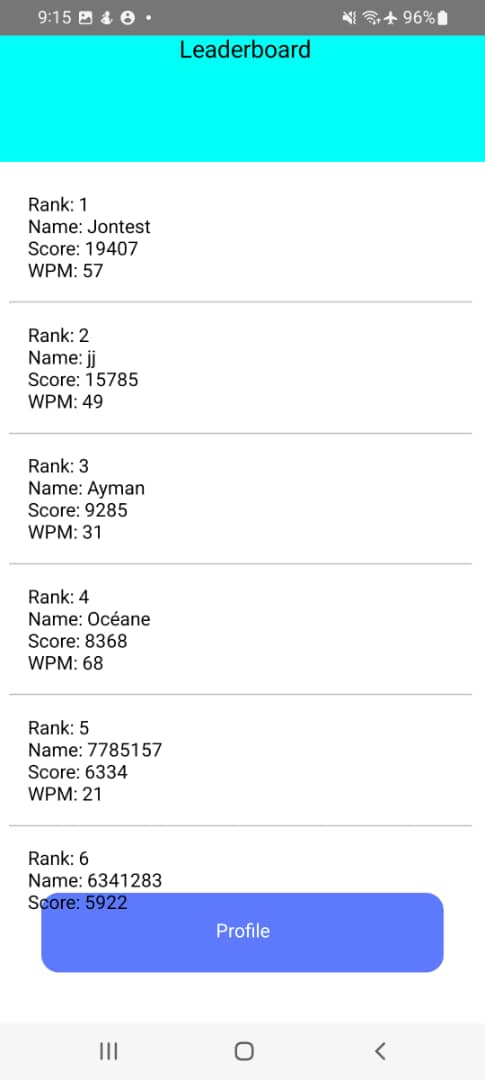 9:15 96%
Leaderboard
Rank: 1
Name: Jontest
Score: 19407
WPM: 57
Rank: 2
Name: jj
Score: 15785
WPM: 49
Rank: 3
Name: Ayman
Score: 9285
WPM: 31
Rank: 4
Name: Océane
Score: 8368
WPM: 68
Rank: 5
Name: 7785157
Score: 6334
WPM: 21
Rank: 6
Name: 6341283
Score: 5922
Profile